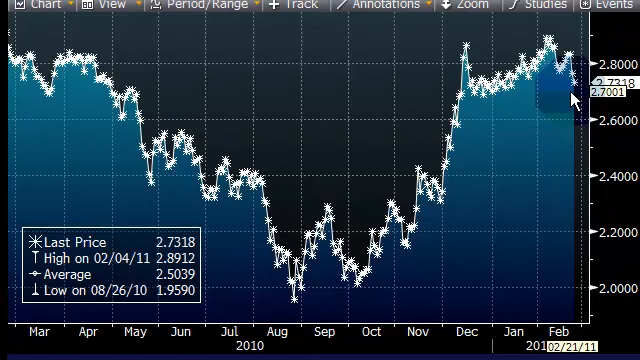 Chart View Period/Range Track Annotations Zoom Studies Events
2.8000
2.7318
2.7001
2.6000
2.4000
2.2000
2.0000
Last Price 2.7318
High on 02/04/11 2.8912
Average 2.5039
Low on 08/26/10 1.9590
Mar Apr May Jun Jul Aug Sep Oct Nov Dec Jan Feb
2010 201 02/21/11